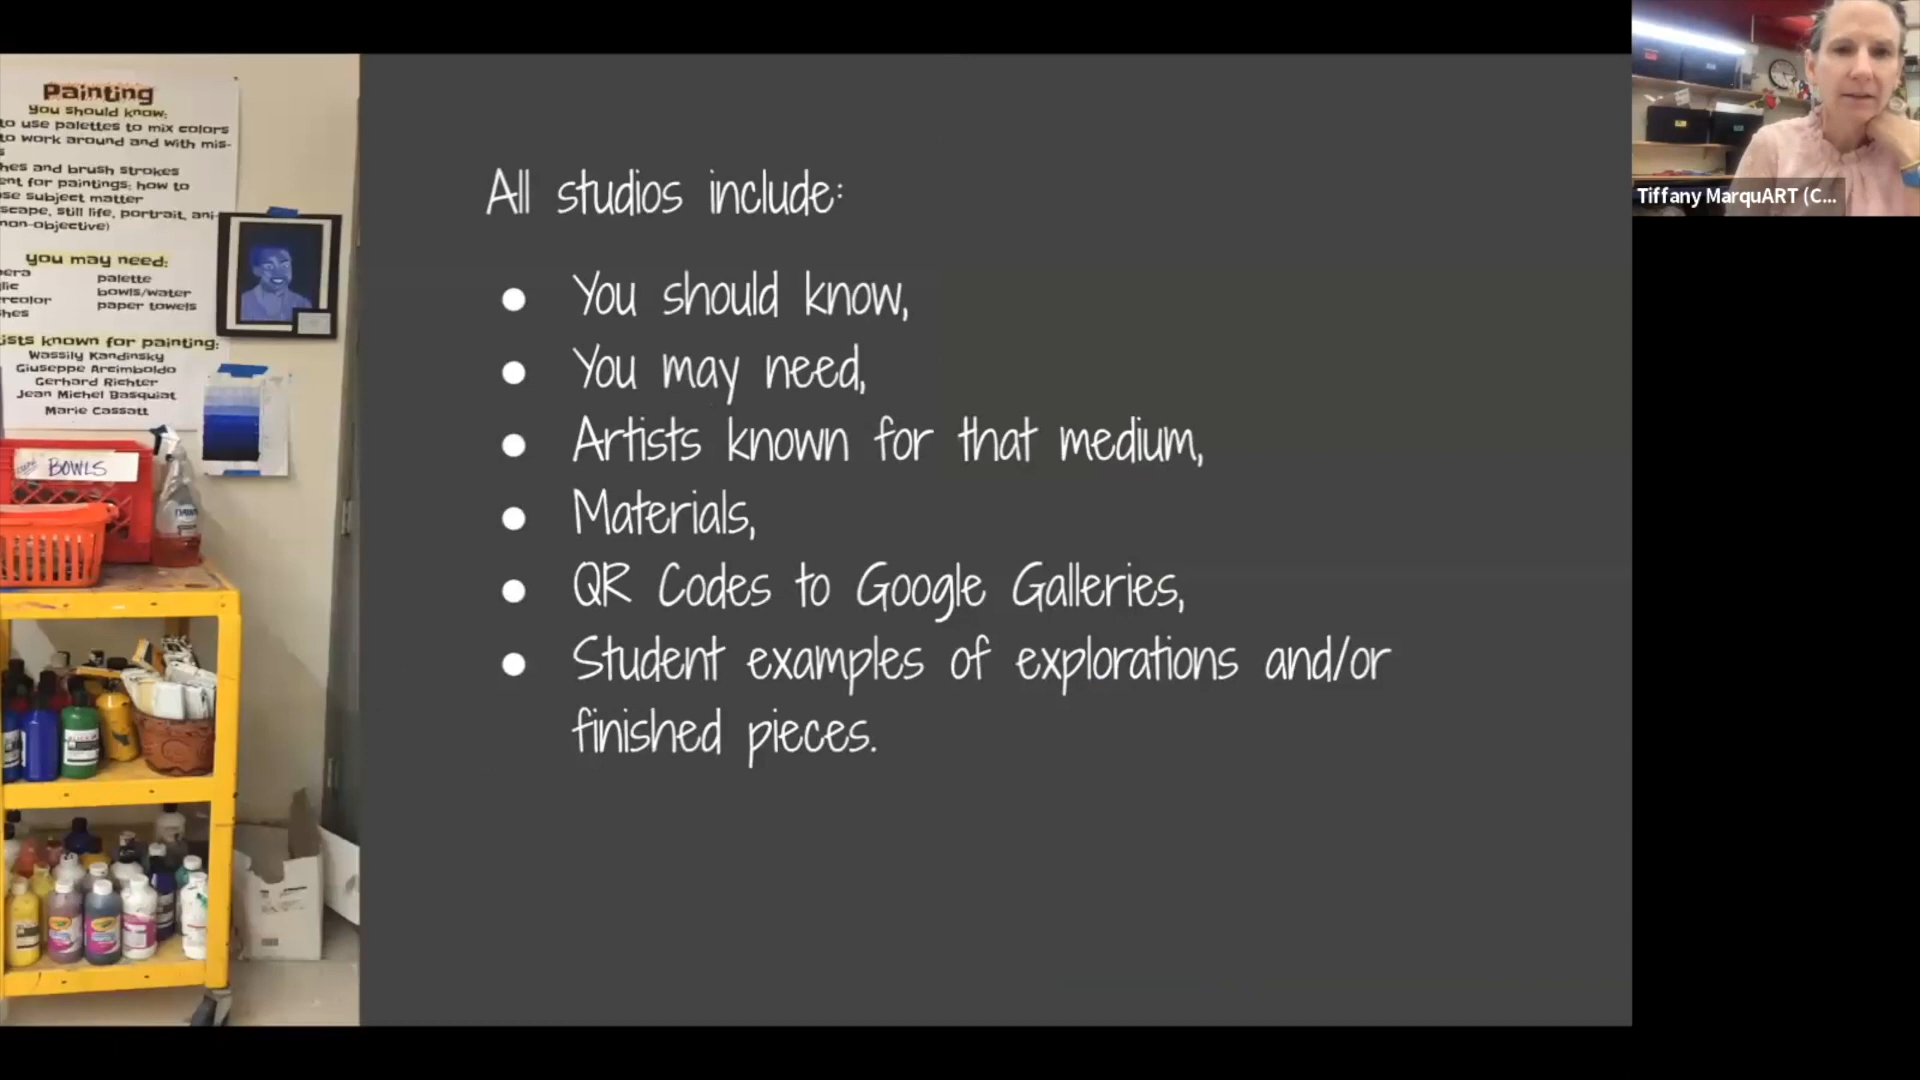 Painting
you should know:
to use palettes to mix colors
to work around and with mis-
hes and brush strokes
ent for paintings: how to
se subject matter
scape, still life, portrait, ani-
non-objective)
you may need:
palette
bowls/water
paper towels
ists known for painting:
Wassily Kandinsky
Giuseppe Arcimboldo
Gerhard Richter
Jean Michel Basquiat
Marie Cassatt
BOWLS
DAWN
All studios include:
● You should know,
● You may need,
● Artists known for that medium,
● Materials,
● QR Codes to Google Galleries,
● Student examples of explorations and/or
finished pieces.
Tiffany MarquART (C...